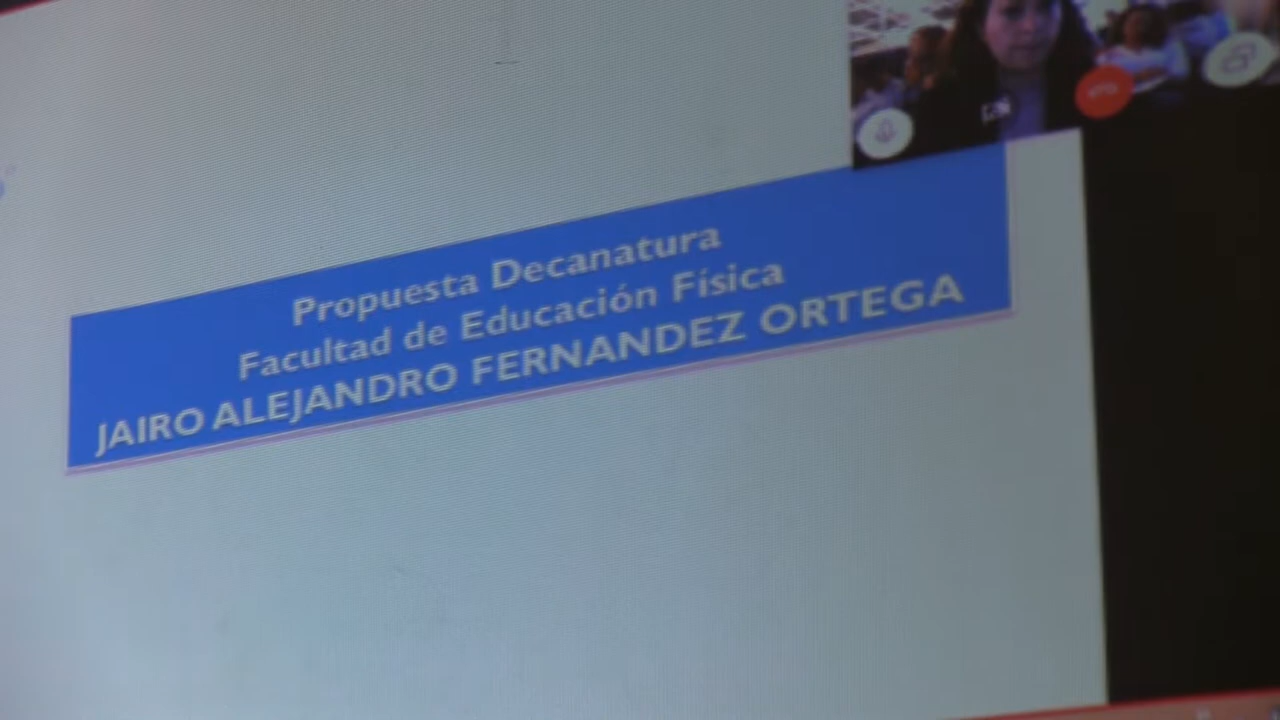 Propuesta Decanatura
Facultad de Educación Física
JAIRO ALEJANDRO FERNANDEZ ORTEGA